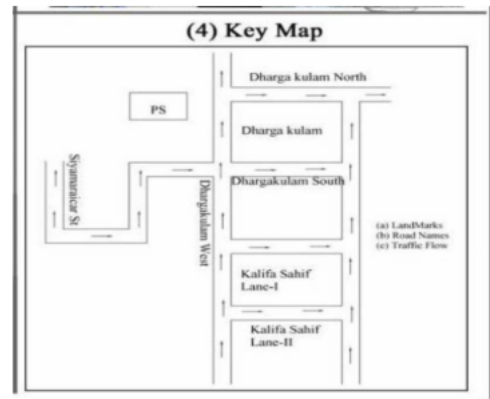 (4) Key Map
Dharga kulam North
PS
Dharga kulam
Siyamaraicar St
Dhargakulam West
Dhargakulam South
(a) LandMarks
(b) Road Names
(c) Traffic Flow
Kalifa Sahif
Lane-I
Kalifa Sahif
Lane-II